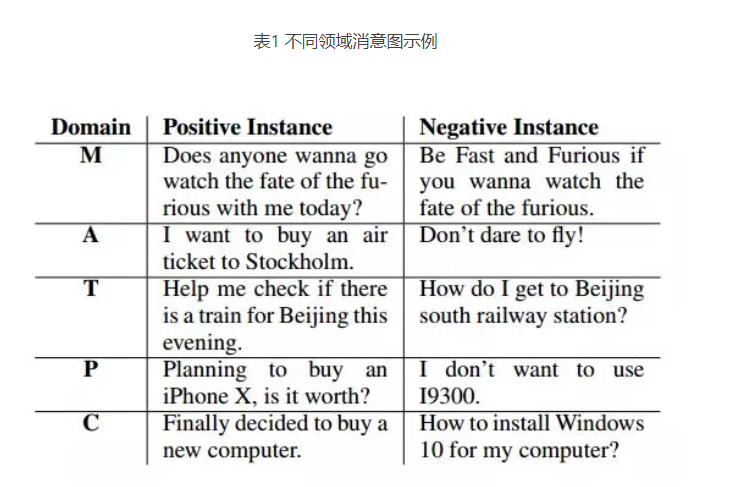 表1 不同领域消意图示例
Domain Positive Instance Negative Instance
M Does anyone wanna go Be Fast and Furious if
watch the fate of the fu- you wanna watch the
rious with me today? fate of the furious.
A I want to buy an air Don't dare to fly!
ticket to Stockholm.
T Help me check if there How do I get to Beijing
is a train for Beijing this south railway station?
evening.
P Planning to buy an I don't want to use
iPhone X, is it worth? I9300.
C Finally decided to buy a How to install Windows
new computer. 10 for my computer?